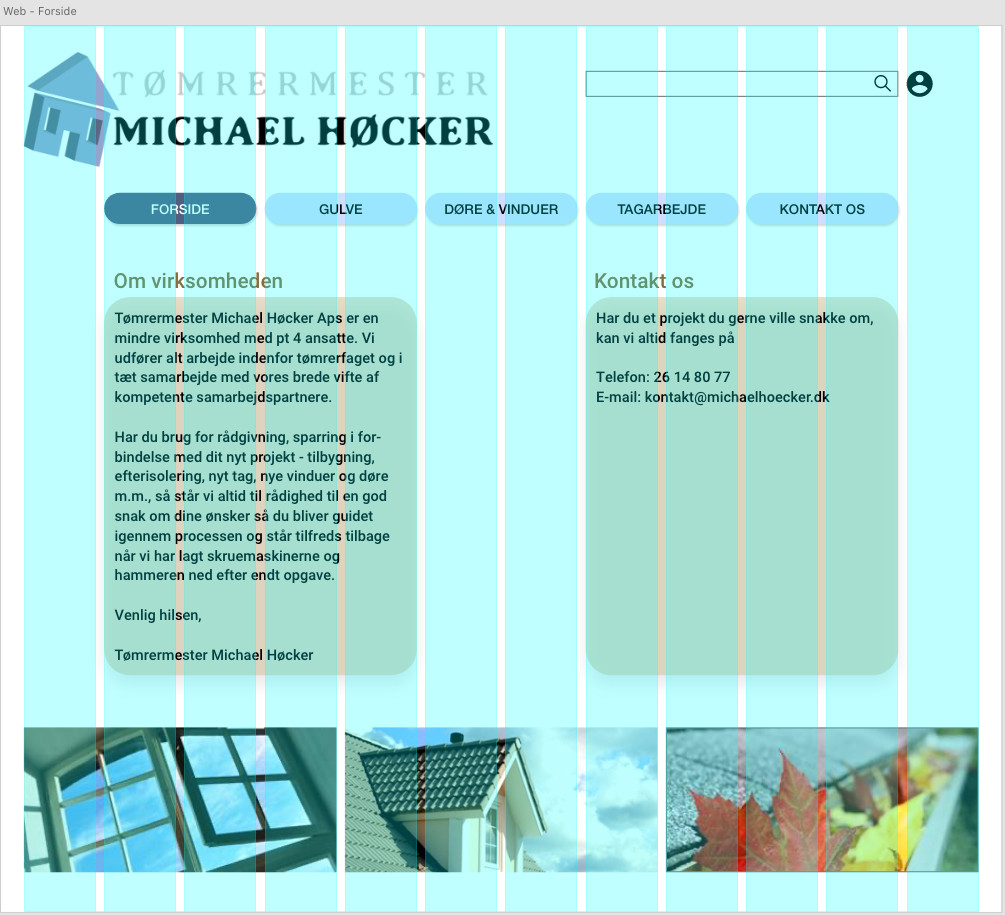 Web - Forside
TØMRERMESTER
MICHAEL HØCKER
FORSIDE
GULVE
DØRE & VINDUER
TAGARBEJDE
KONTAKT OS
Om virksomheden
Tømrermester Michael Høcker Aps er en
mindre virksomhed med pt 4 ansatte. Vi
udfører alt arbejde indenfor tømrerfaget og i
tæt samarbejde med vores brede vifte af
kompetente samarbejdspartnere.
Har du brug for rådgivning, sparring i for-
bindelse med dit nyt projekt - tilbygning,
efterisolering, nyt tag, nye vinduer og døre
m.m., så står vi altid til rådighed til en god
snak om dine ønsker så du bliver guidet
igennem processen og står tilfreds tilbage
når vi har lagt skruemaskinerne og
hammeren ned efter endt opgave.
Venlig hilsen,
Tømrermester Michael Høcker
Kontakt os
Har du et projekt du gerne ville snakke om,
kan vi altid fanges på
Telefon: 26 14 80 77
E-mail: kontakt@michaelhoecker.dk